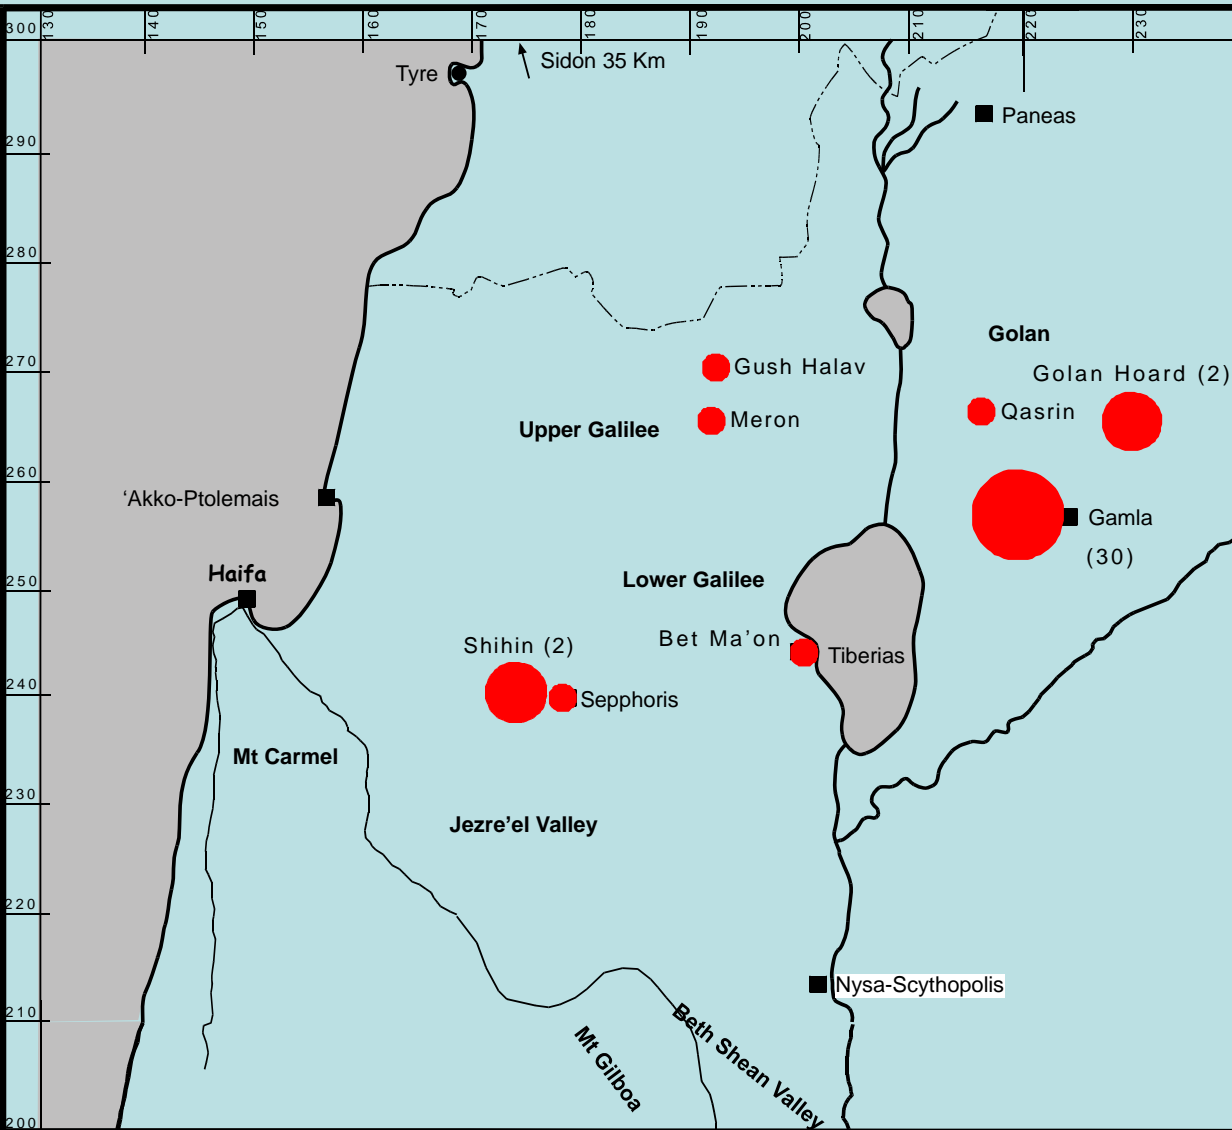 130 140 150 160 170 180 190 200 210 220 230
300
Sidon 35 Km
Tyre
Paneas
290
280
Golan
270
Gush Halav
Golan Hoard (2)
Qasrin
Meron
Upper Galilee
260
‘Akko-Ptolemais
Gamla
(30)
Haifa
250
Lower Galilee
Bet Ma’on
Shihin (2)
Tiberias
240
Sepphoris
Mt Carmel
230
Jezre’el Valley
220
Nysa-Scythopolis
210
Beth Shean Valley
Mt Gilboa
200